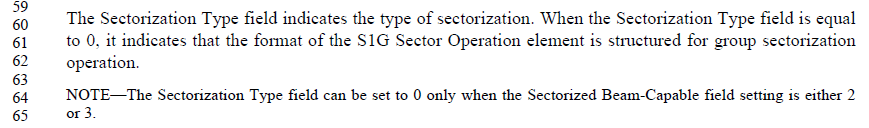 59
60 The Sectorization Type field indicates the type of sectorization. When the Sectorization Type field is equal
61 to 0, it indicates that the format of the S1G Sector Operation element is structured for group sectorization
62 operation.
63
64 NOTE—The Sectorization Type field can be set to 0 only when the Sectorized Beam-Capable field setting is either 2
65 or 3.